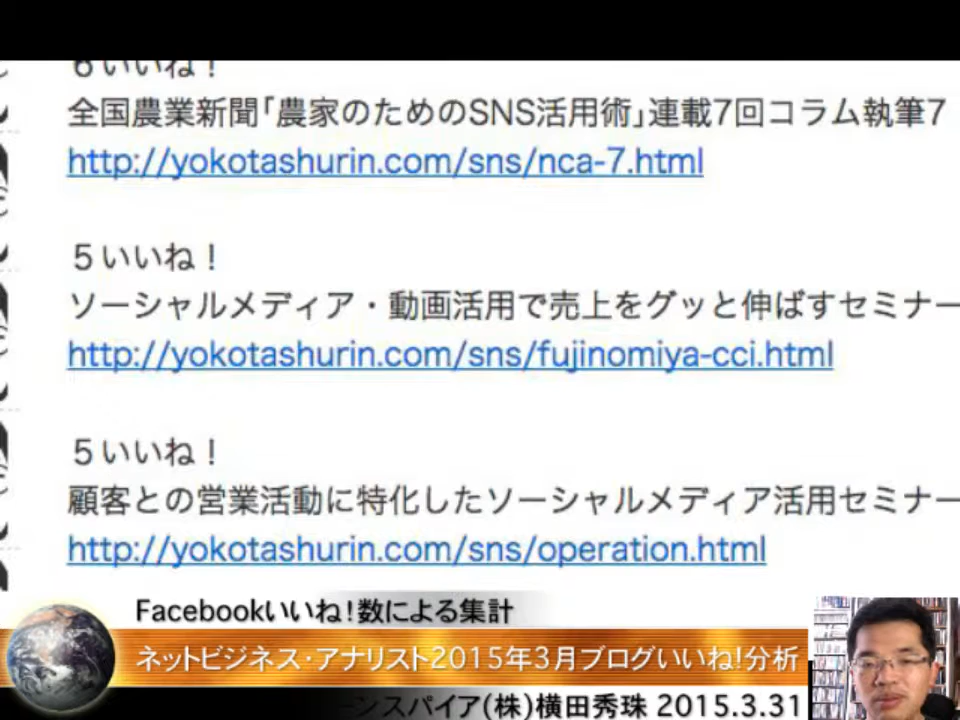 6いいね！
全国農業新聞「農家のためのSNS活用術」連載7回コラム執筆7
http://yokotashurin.com/sns/nca-7.html
５いいね！
ソーシャルメディア・動画活用で売上をグッと伸ばすセミナー
http://yokotashurin.com/sns/fujinomiya-cci.html
５いいね！
顧客との営業活動に特化したソーシャルメディア活用セミナー
http://yokotashurin.com/sns/operation.html
Facebookいいね！数による集計
ネットビジネス・アナリスト2015年3月ブログいいね！分析
ーンスパイア(株)横田秀珠 2015.3.31